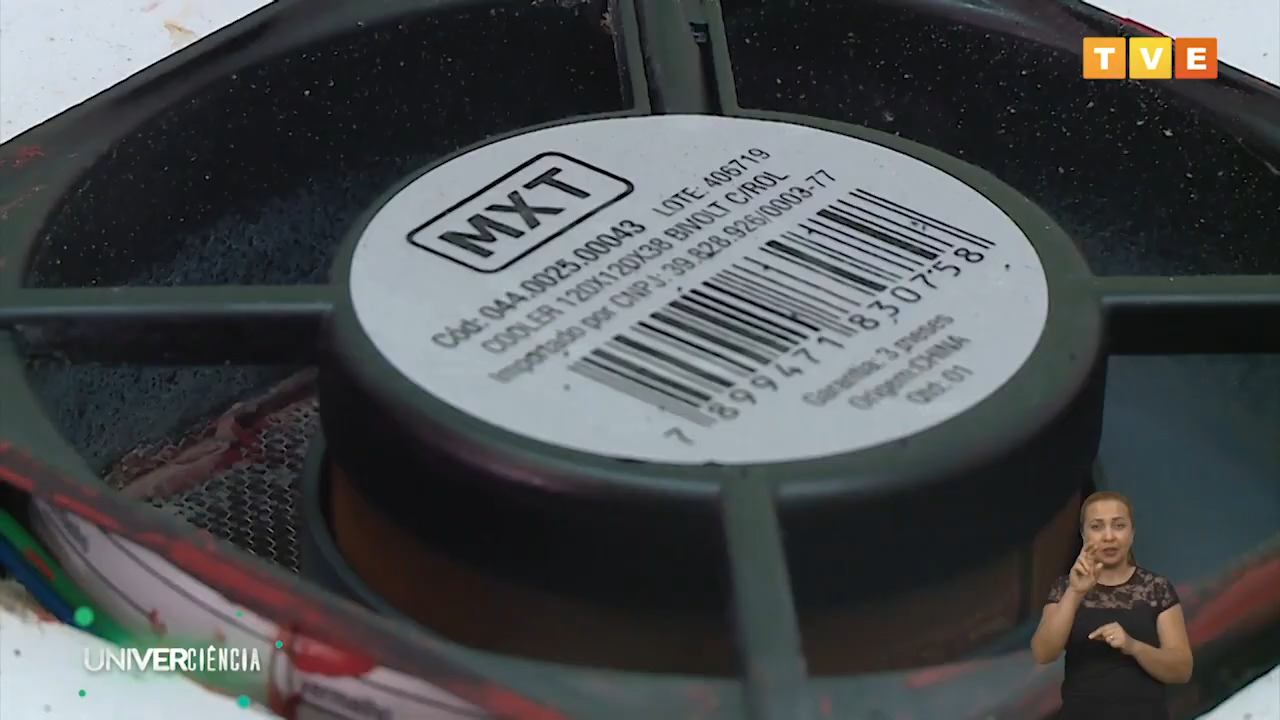 TVE
MXT
Cód: 044.0025.00043 LOTE: 406719
COOLER 120X120X38 BIVOLT C/ROL
Importado por CNPJ: 39.828.926/0003-77
7 899471 830758
Garantia: 3 meses
Origem:CHINA
Qtd: 01
UNIVERCIÊNCIA